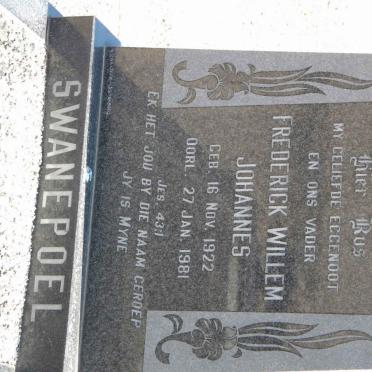 Hier Rus
MY GELIEFDE EGGENOOT
EN ONS VADER
FREDERICK WILLEM
JOHANNES
GEB. 16 NOV. 1922
OORL. 27 JAN. 1981
JES. 43:1
EK HET JOU BY DIE NAAM GEROEP
JY IS MYNE
SWANEPOEL